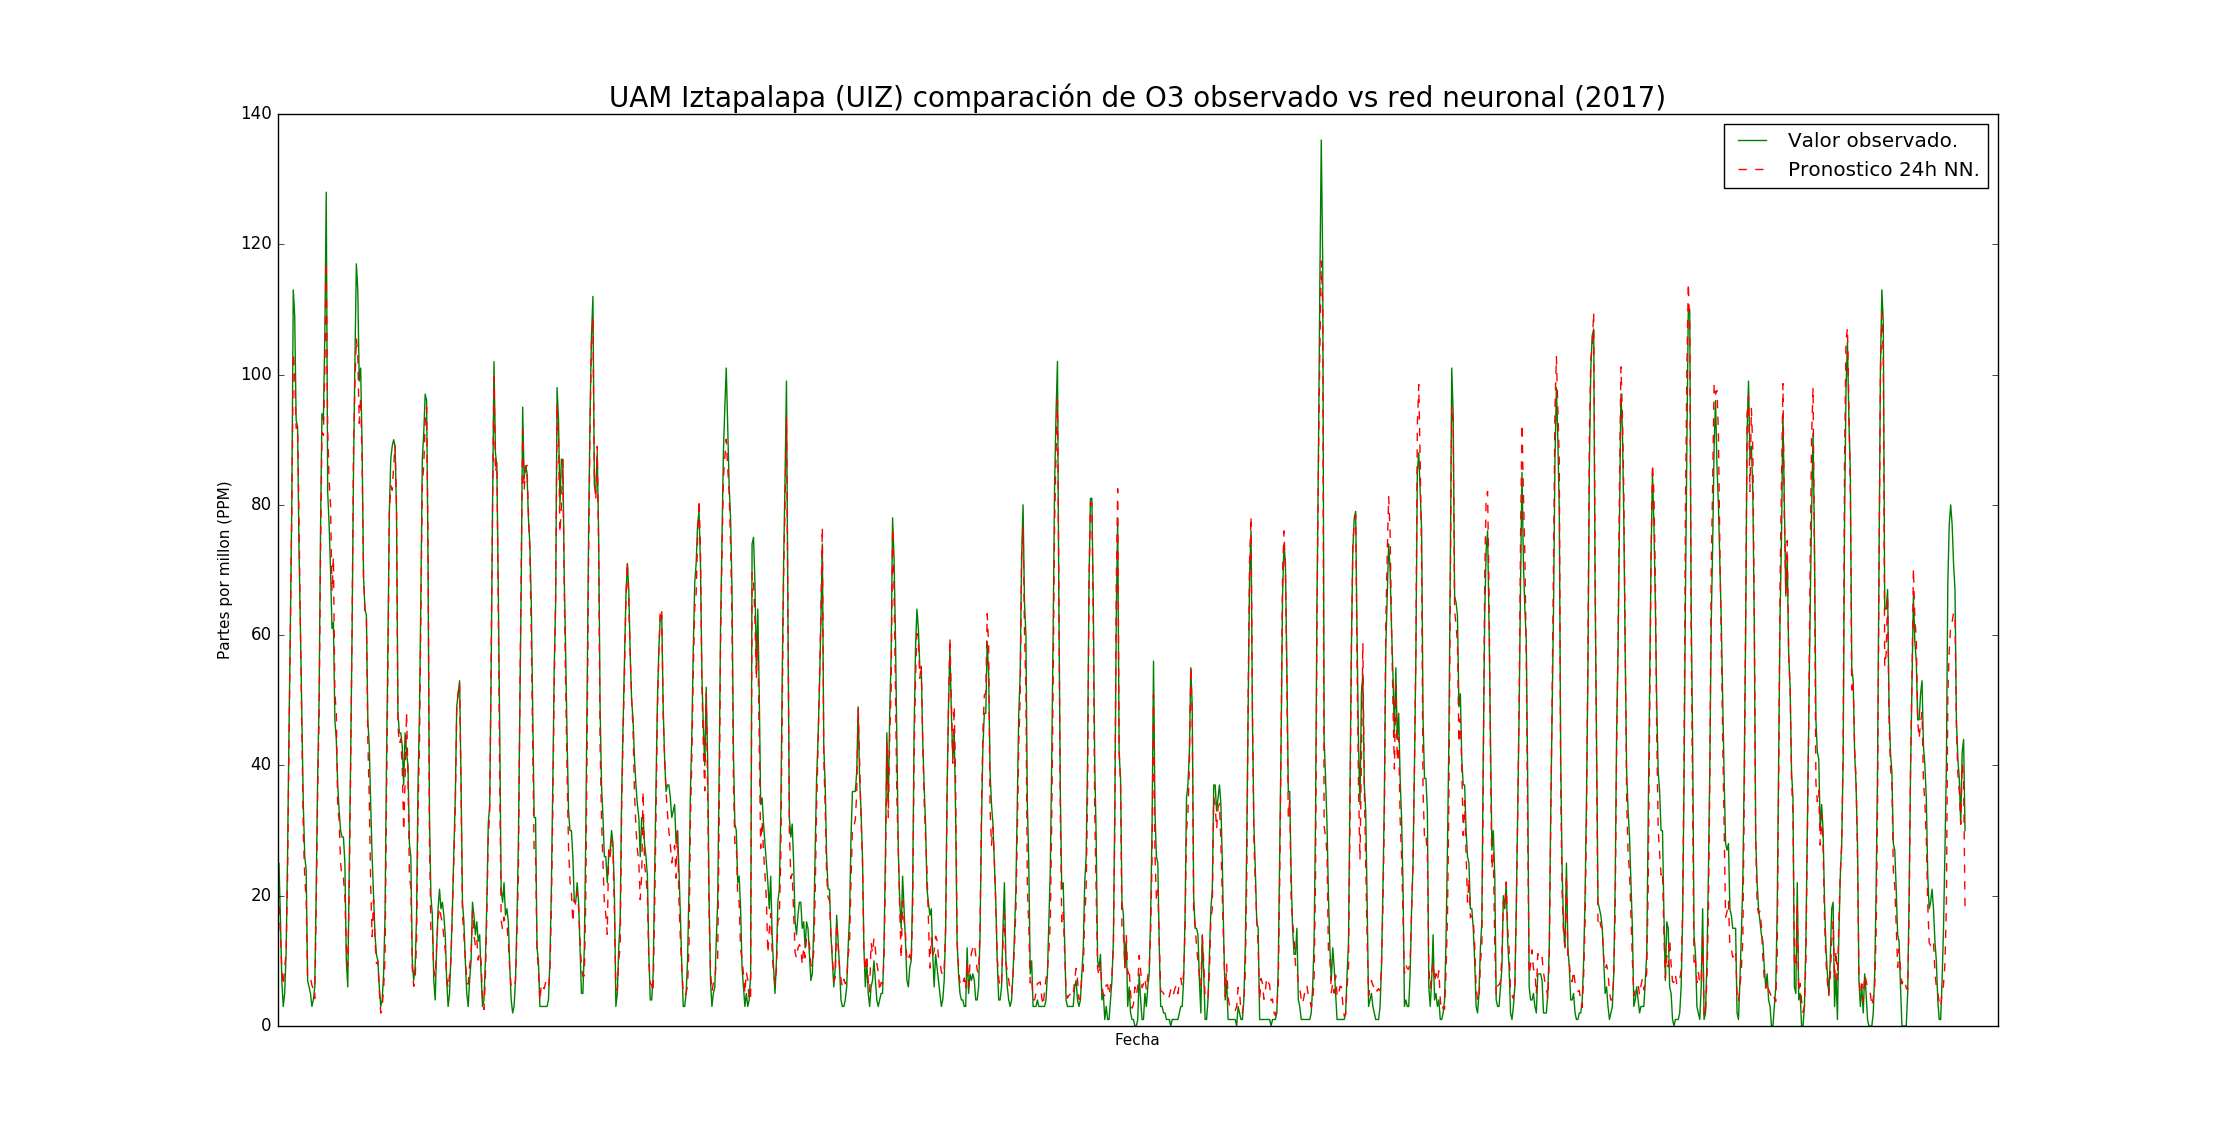 UAM Iztapalapa (UIZ) comparación de O3 observado vs red neuronal (2017)
140
120
100
80
60
40
20
0
Partes por millon (PPM)
Valor observado.
Pronostico 24h NN.
Fecha